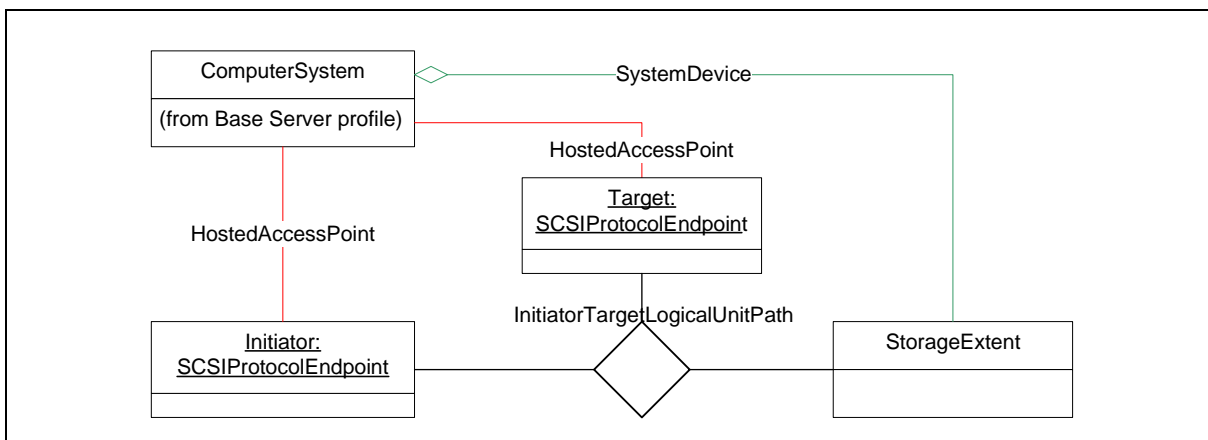 ComputerSystem
SystemDevice
(from Base Server profile)
HostedAccessPoint
Target:
SCSIProtocolEndpoint
HostedAccessPoint
InitiatorTargetLogicalUnitPath
Initiator:
SCSIProtocolEndpoint
StorageExtent